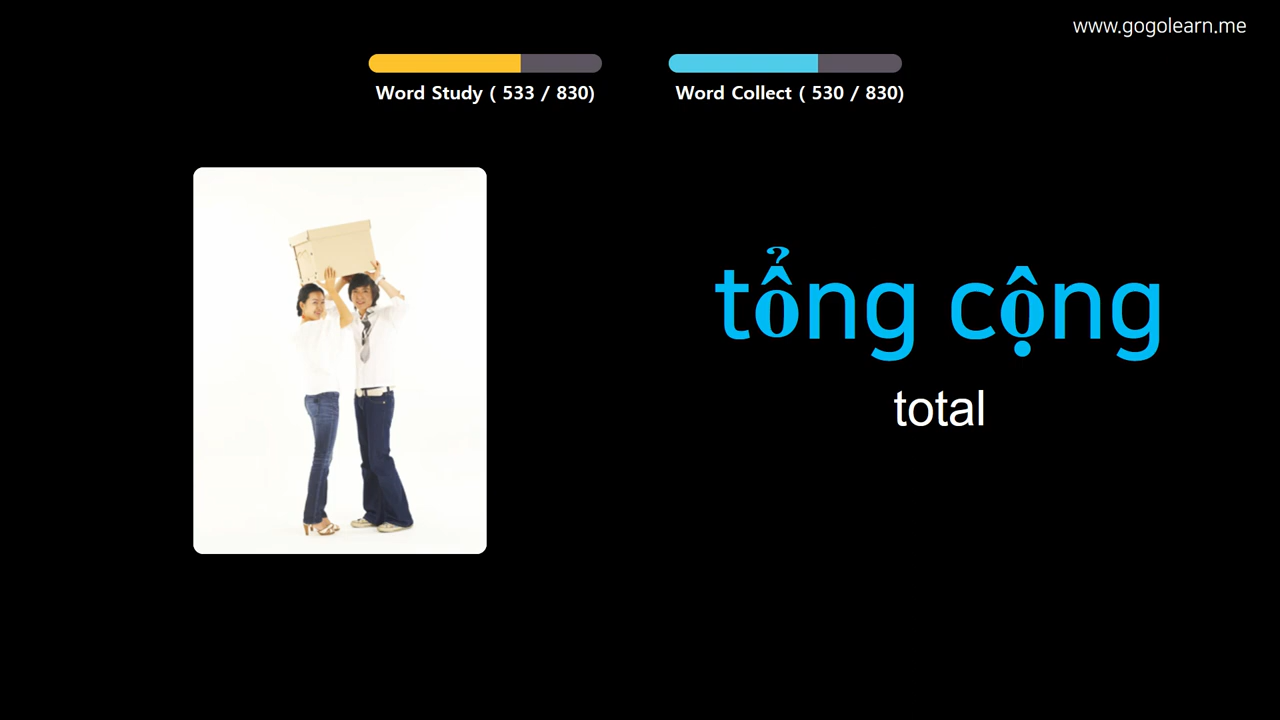 www.gogolearn.me
Word Study ( 533 / 830)
Word Collect ( 530 / 830)
tổng cộng
total